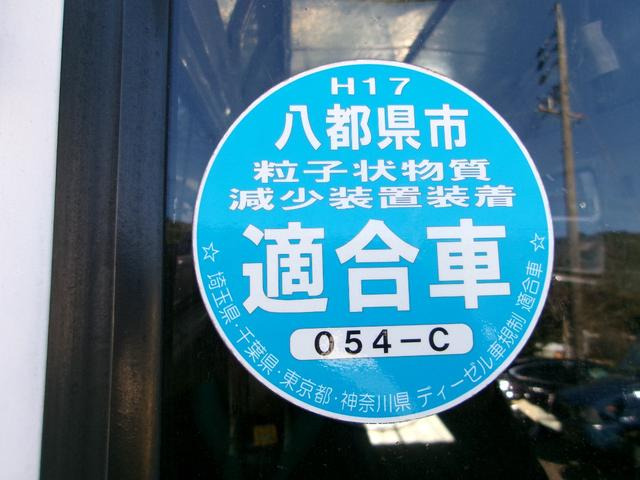 H17
八都県市
粒子状物質
減少装置装着
適合車
054-C
☆埼玉県・千葉県・東京都・神奈川県 ディーゼル車規制 適合車☆